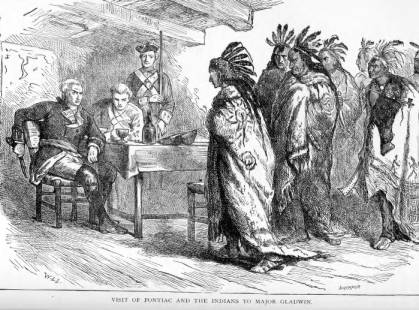 VISIT OF PONTIAC AND THE INDIANS TO MAJOR GLADWIN.